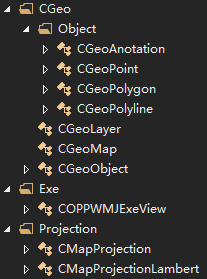 CGeo
Object
CGeoAnotation
CGeoPoint
CGeoPolygon
CGeoPolyline
CGeoLayer
CGeoMap
CGeoObject
Exe
COPPWMJExeView
Projection
CMapProjection
CMapProjectionLambert